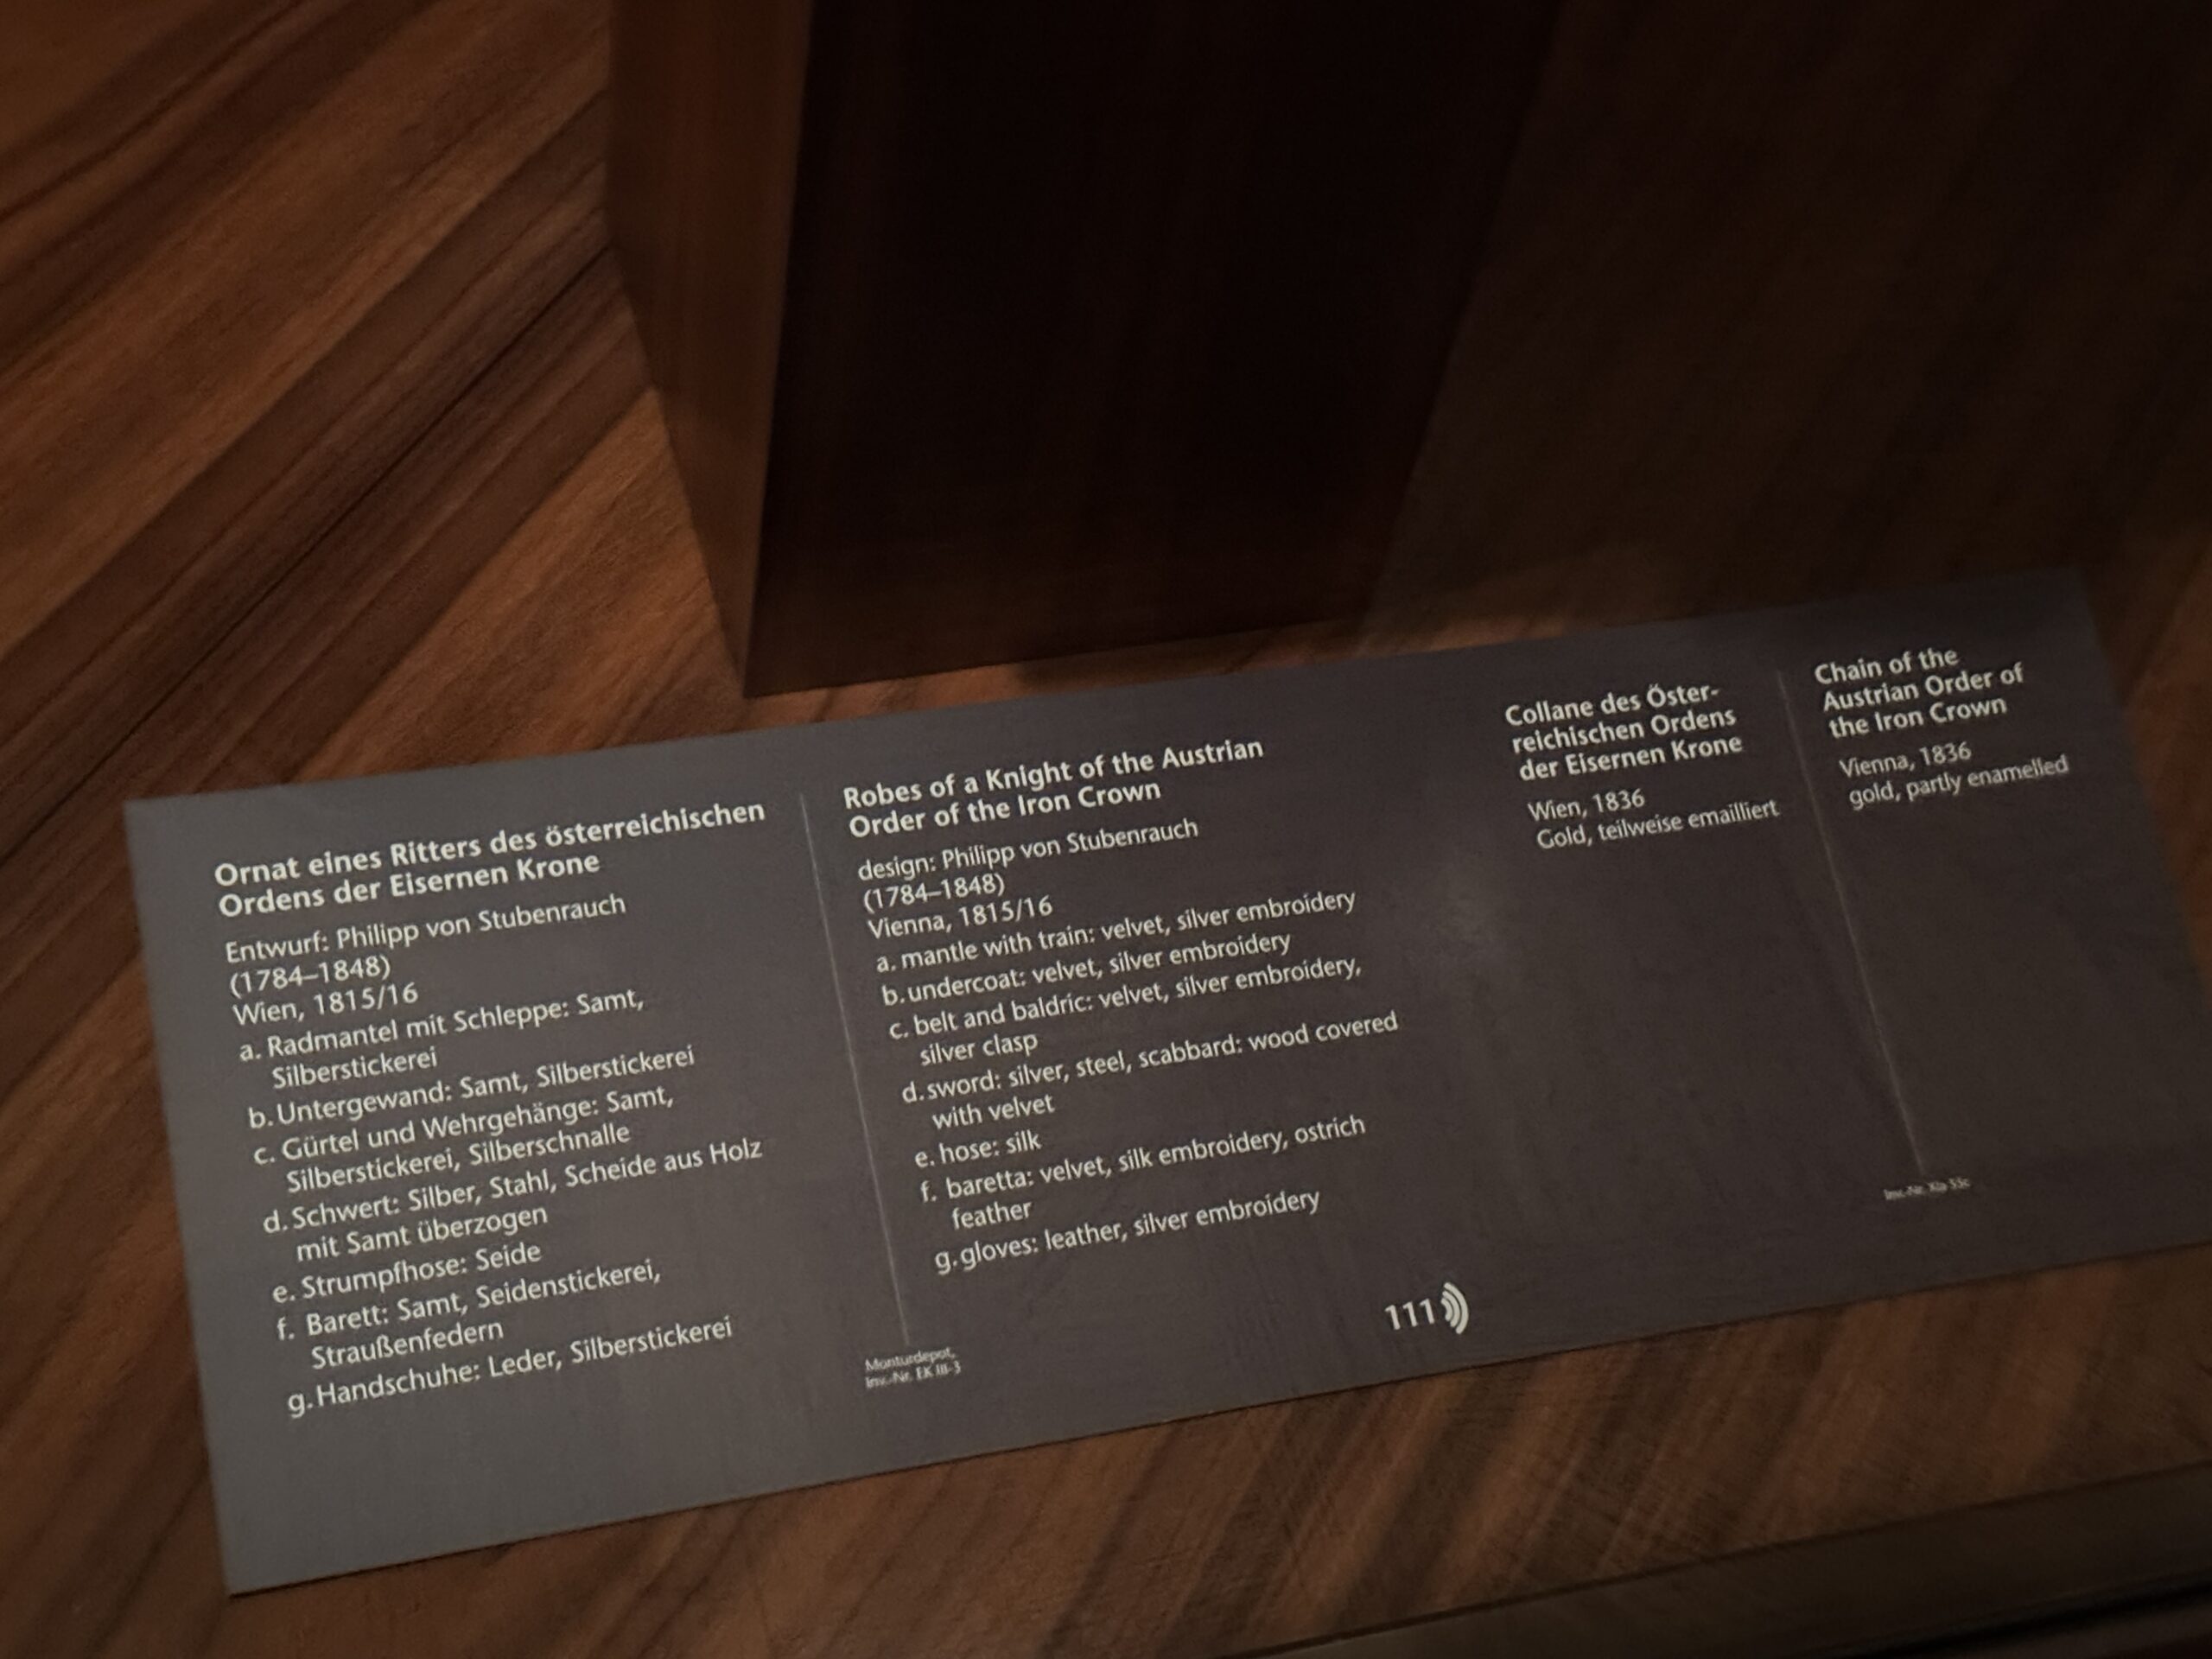 Ornat eines Ritters des österreichischen
Ordens der Eisernen Krone
Entwurf: Philipp von Stubenrauch
(1784–1848)
Wien, 1815/16
a. Radmantel mit Schleppe: Samt,
Silberstickerei
b. Untergewand: Samt, Silberstickerei
c. Gürtel und Wehrgehänge: Samt,
Silberstickerei, Silberschnalle
d. Schwert: Silber, Stahl, Scheide aus Holz
mit Samt überzogen
e. Strumpfhose: Seide
f. Barett: Samt, Seidenstickerei,
Straußenfedern
g. Handschuhe: Leder, Silberstickerei
Robes of a Knight of the Austrian
Order of the Iron Crown
design: Philipp von Stubenrauch
(1784–1848)
Vienna, 1815/16
a. mantle with train: velvet, silver embroidery
b. undercoat: velvet, silver embroidery
c. belt and baldric: velvet, silver embroidery,
silver clasp
d. sword: silver, steel, scabbard: wood covered
with velvet
e. hose: silk
f. baretta: velvet, silk embroidery, ostrich
feather
g. gloves: leather, silver embroidery
Monturdepot,
Inv.-Nr. EK III-3
111
Collane des Öster-
reichischen Ordens
der Eisernen Krone
Wien, 1836
Gold, teilweise emailliert
Chain of the
Austrian Order of
the Iron Crown
Vienna, 1836
gold, partly enamelled
Inv.-Nr.